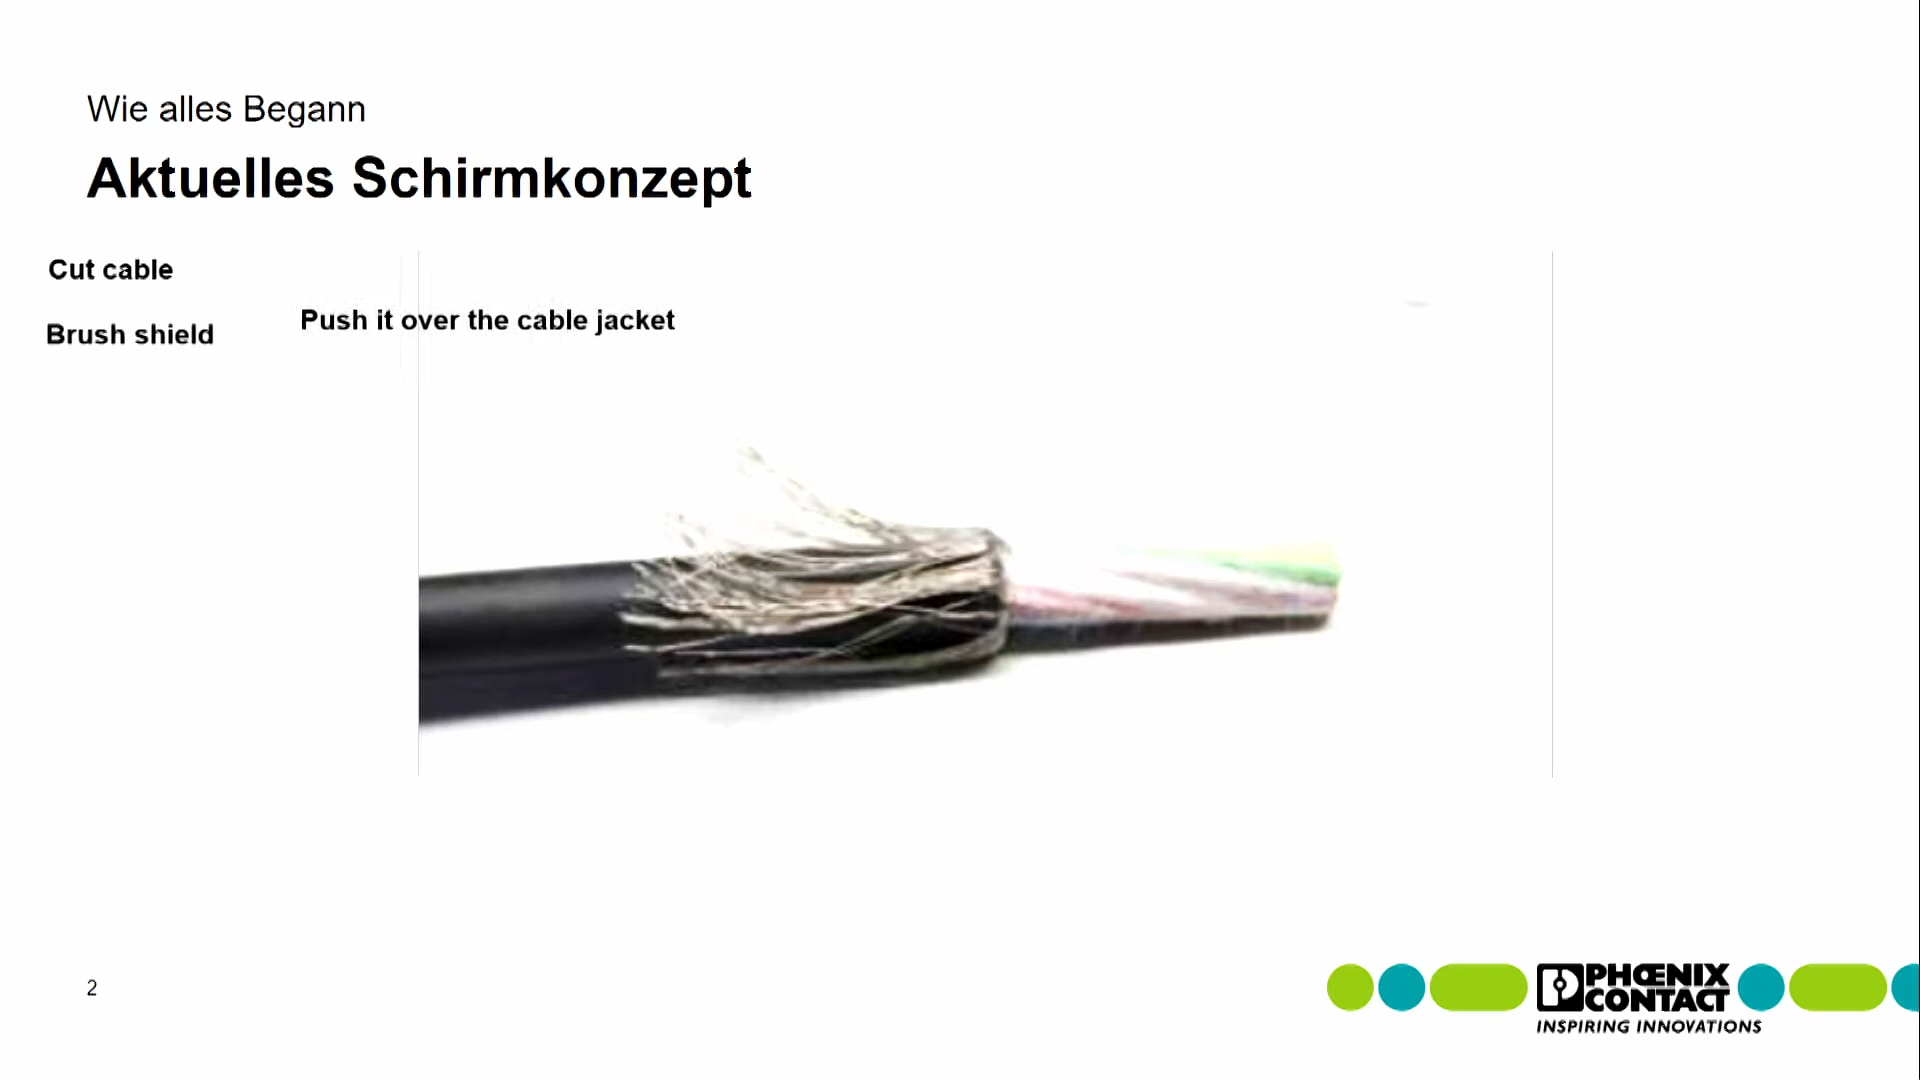 Wie alles Begann
Aktuelles Schirmkonzept
Cut cable
Push it over the cable jacket
Brush shield
2
PHŒNIX
CONTACT
INSPIRING INNOVATIONS